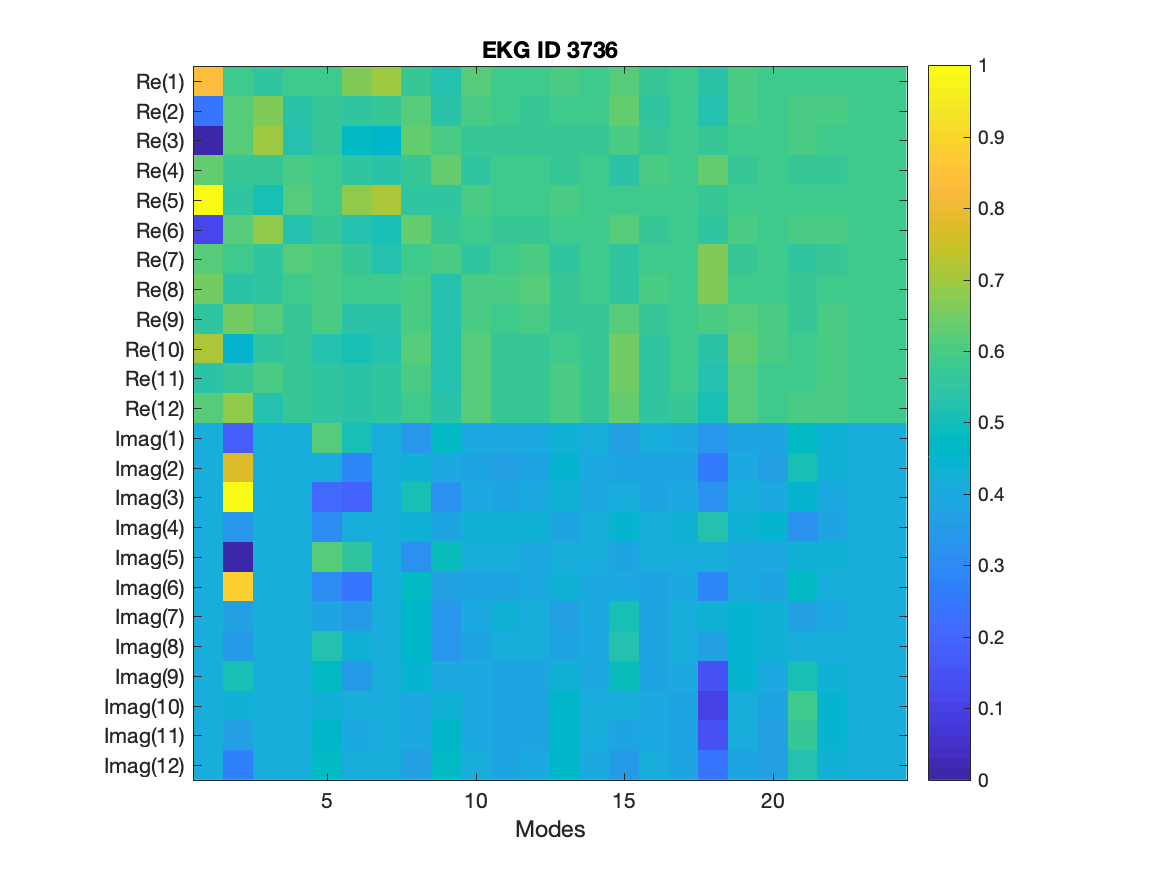 EKG ID 3736
Re(1)
Re(2)
Re(3)
Re(4)
Re(5)
Re(6)
Re(7)
Re(8)
Re(9)
Re(10)
Re(11)
Re(12)
Imag(1)
Imag(2)
Imag(3)
Imag(4)
Imag(5)
Imag(6)
Imag(7)
Imag(8)
Imag(9)
Imag(10)
Imag(11)
Imag(12)
5 10 15 20
Modes
1
0.9
0.8
0.7
0.6
0.5
0.4
0.3
0.2
0.1
0